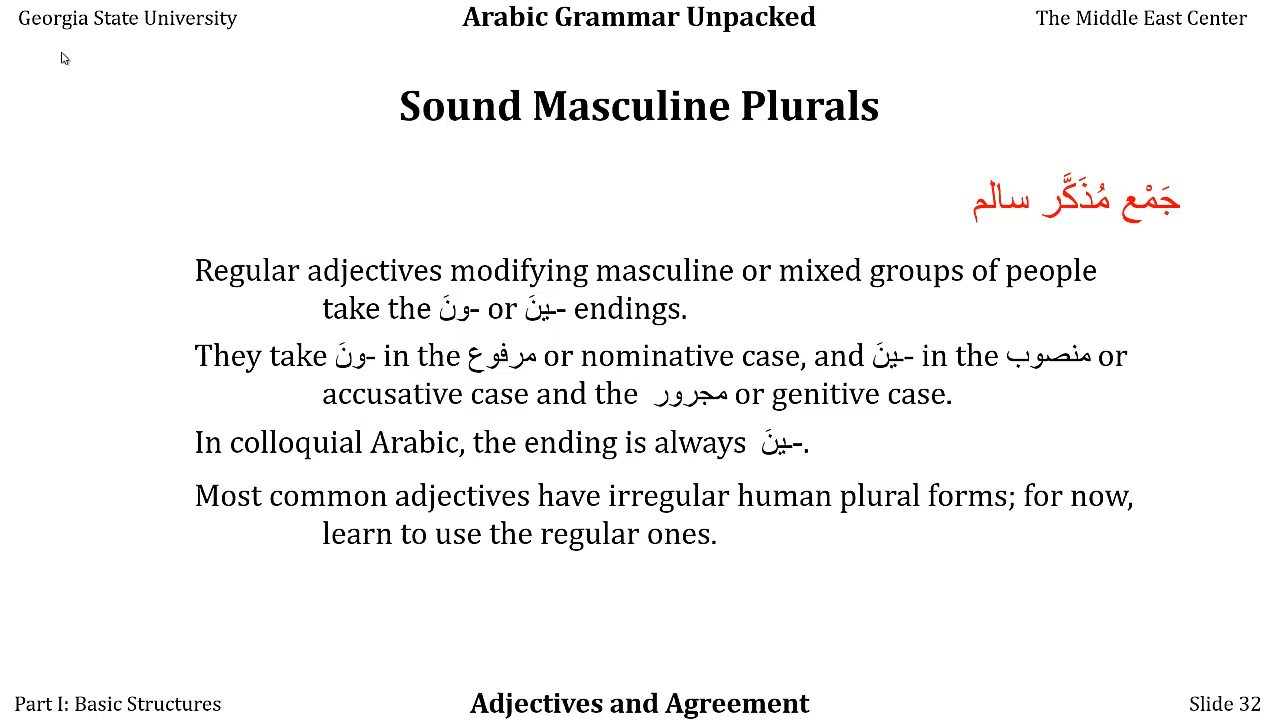 Georgia State University
Arabic Grammar Unpacked
The Middle East Center
Sound Masculine Plurals
جَمْع مُذَكَّر سالم
Regular adjectives modifying masculine or mixed groups of people
take the ونَ- or ـينَ- endings.
They take ونَ- in the مرفوع or nominative case, and ـينَ- in the منصوب or
accusative case and the مجرور or genitive case.
In colloquial Arabic, the ending is always ـينَ-.
Most common adjectives have irregular human plural forms; for now,
learn to use the regular ones.
Part I: Basic Structures
Adjectives and Agreement
Slide 32